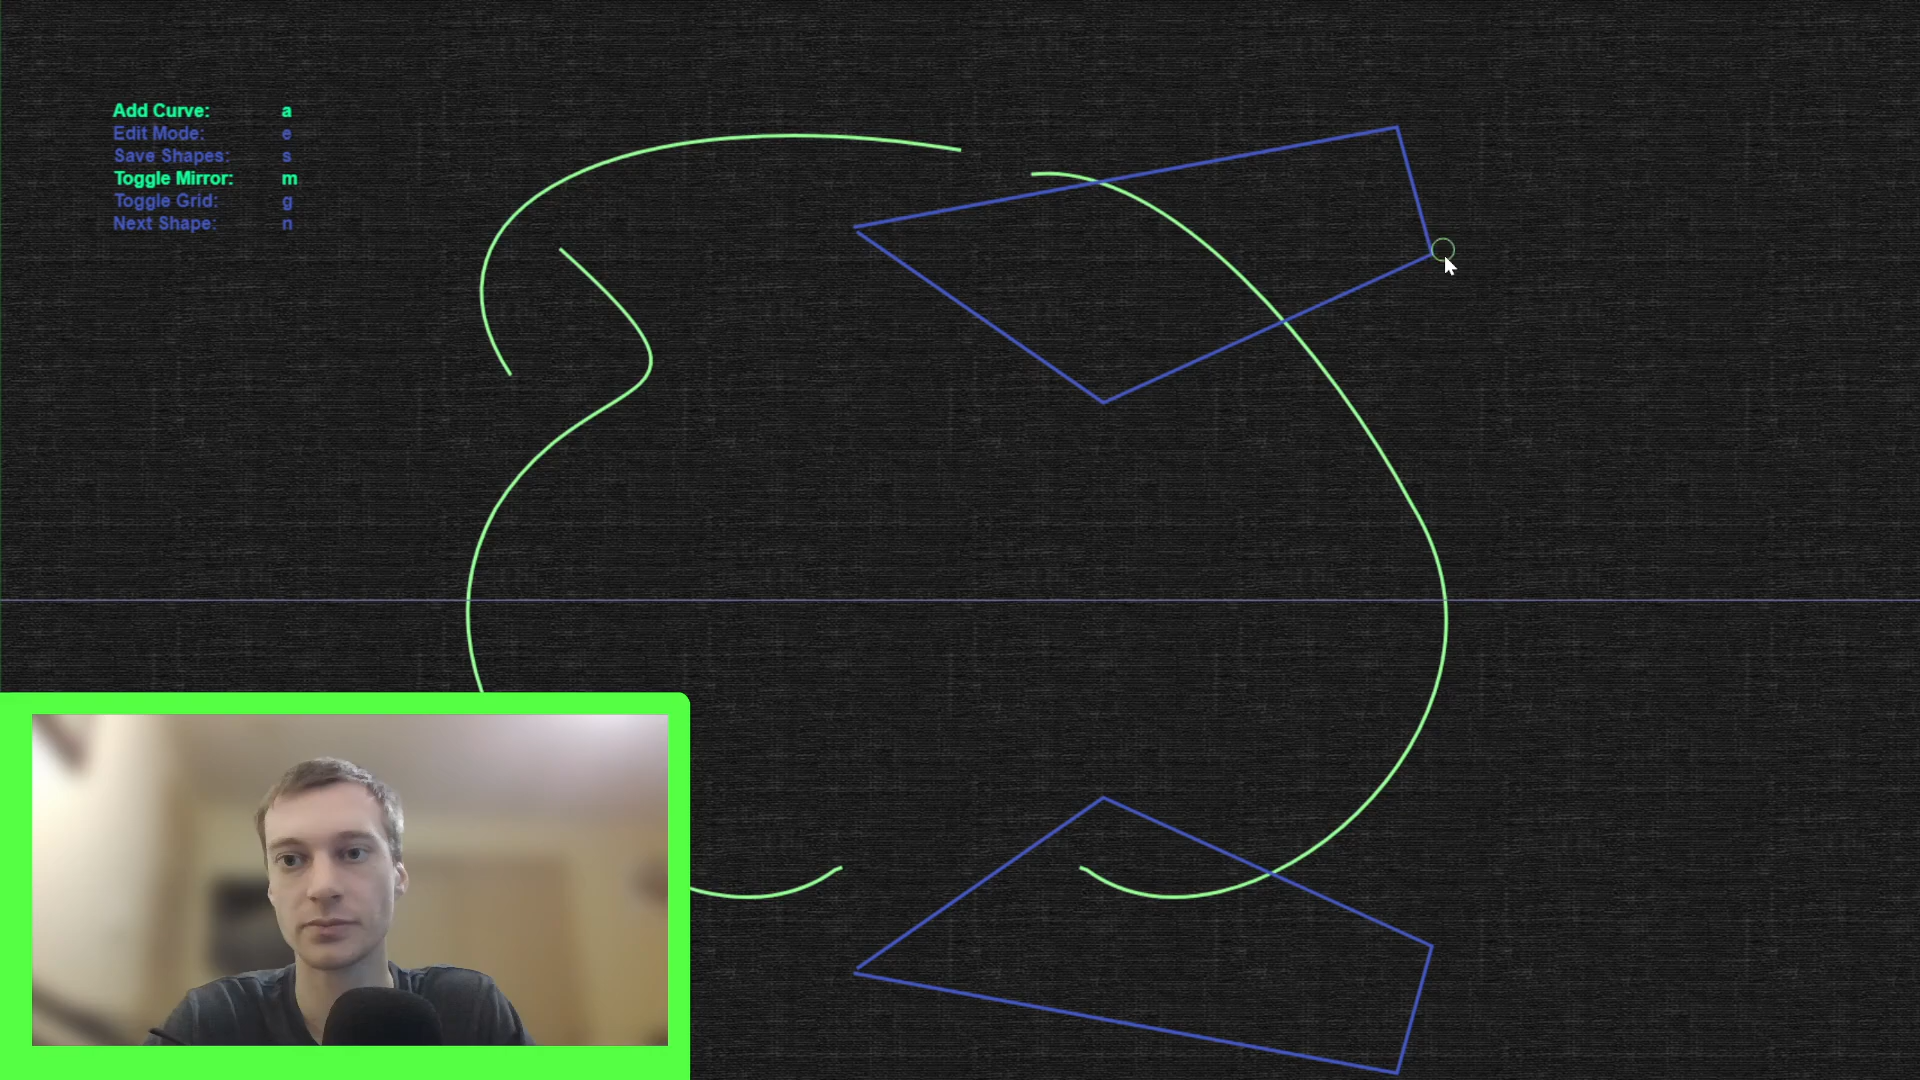 Add Curve: a
Edit Mode: e
Save Shapes: s
Toggle Mirror: m
Toggle Grid: g
Next Shape: n